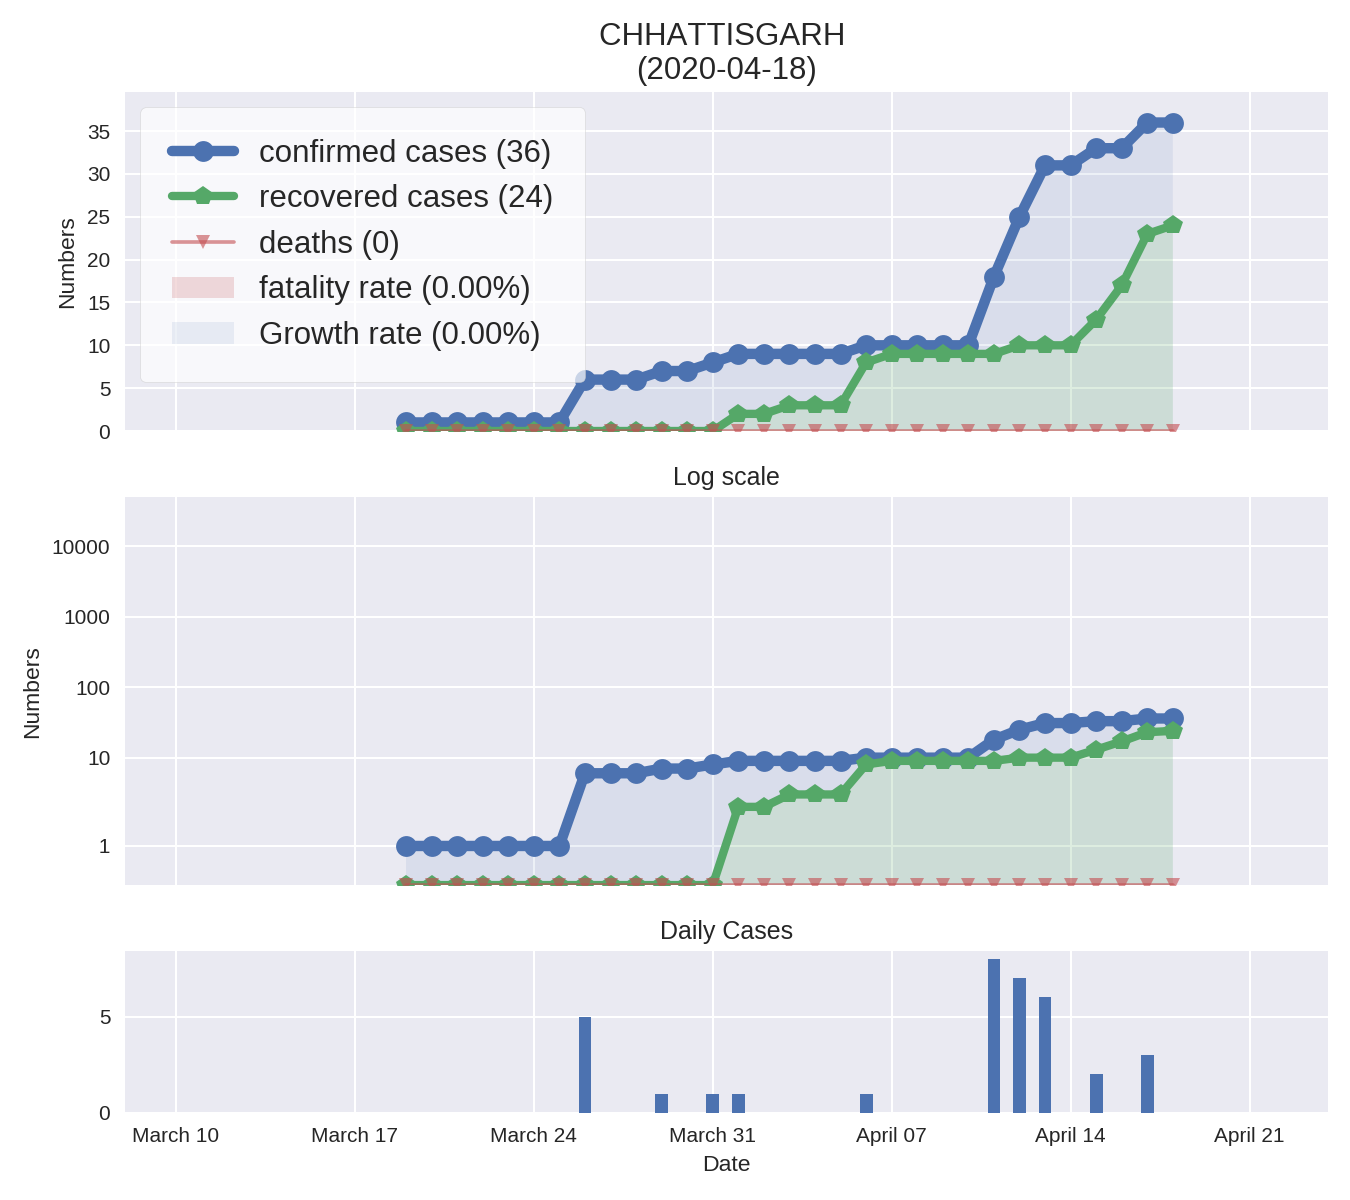 CHHATTISGARH
(2020-04-18)
confirmed cases (36)
recovered cases (24)
deaths (0)
fatality rate (0.00%)
Growth rate (0.00%)
Numbers
35
30
25
20
15
10
5
0
Log scale
Numbers
10000
1000
100
10
1
Daily Cases
5
0
March 10 March 17 March 24 March 31 April 07 April 14 April 21
Date